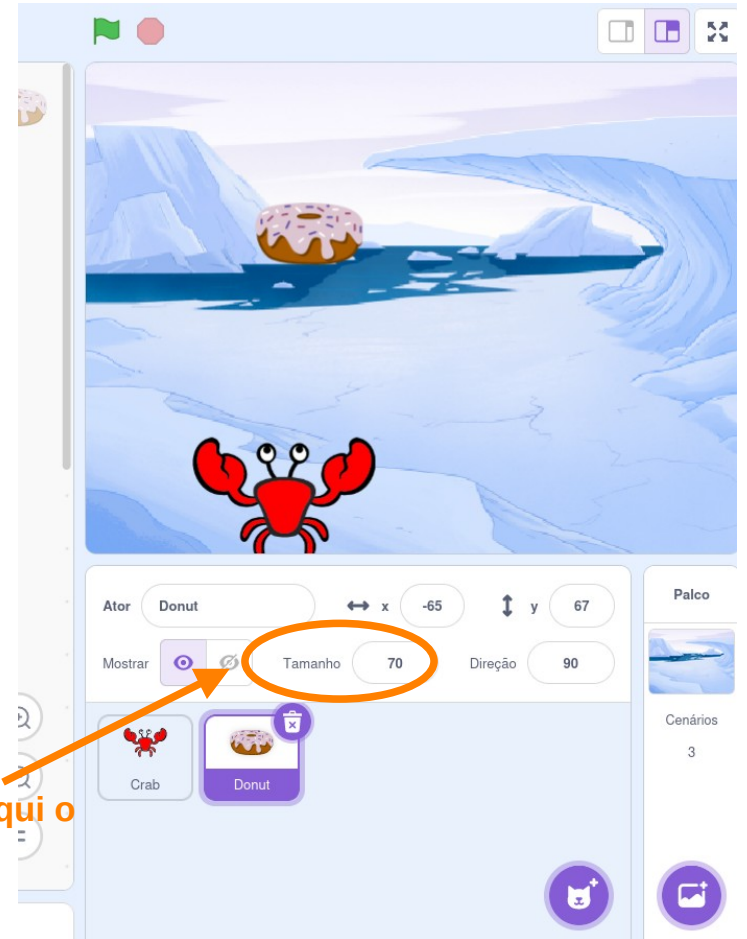 Ator Donut x -65 y 67
Mostrar Tamanho 70 Direção 90
Crab Donut
Palco
Cenários
3
qui o